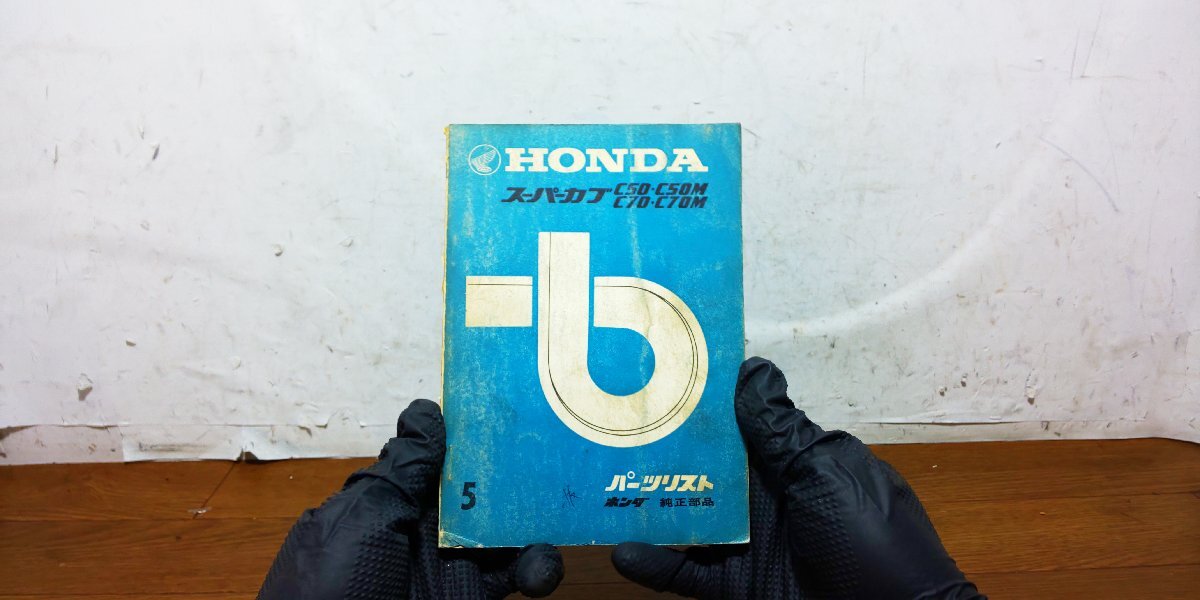 HONDA
スーパーカブ C50・C50M
C70・C70M
パーツリスト
5
ホンダ 純正部品